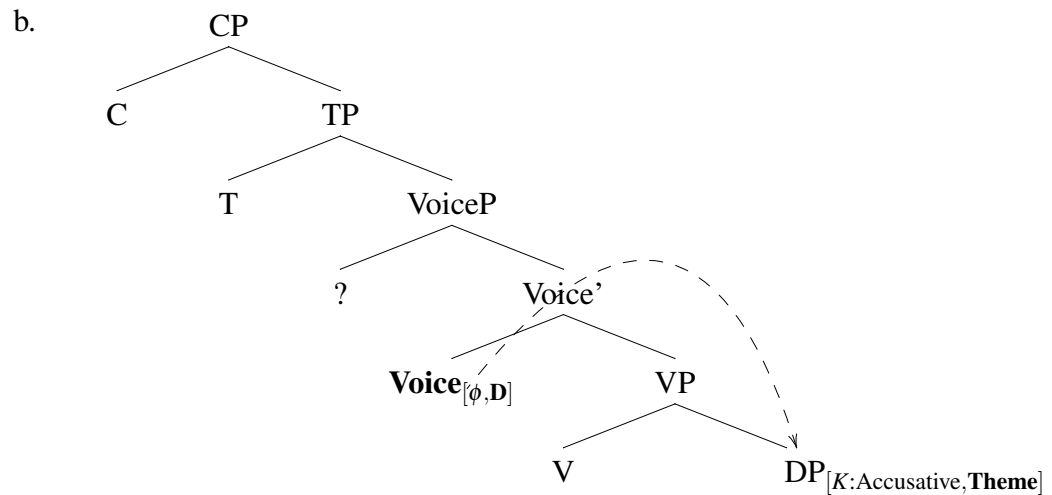 b.
CP
C TP
T VoiceP
? Voice’
Voice[ϕ,D] VP
V DP[K:Accusative,Theme]